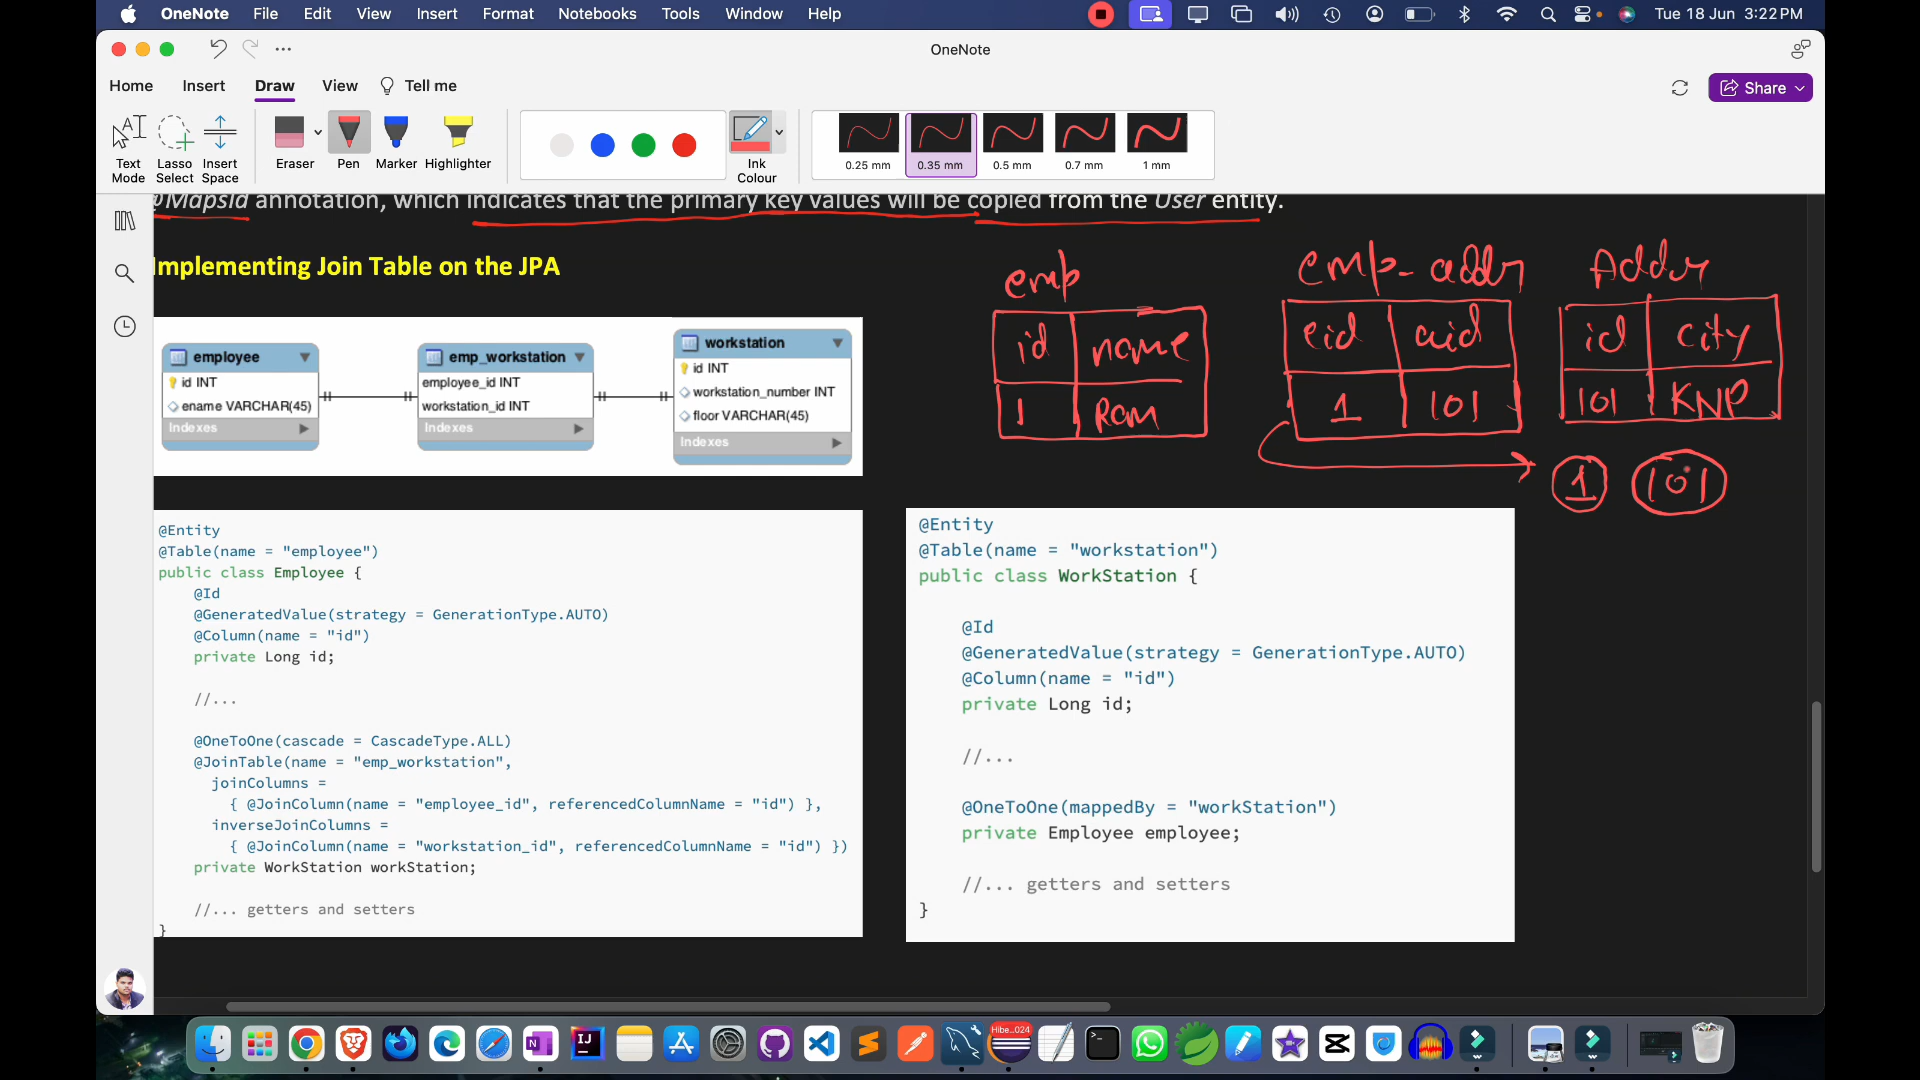 OneNote File Edit View Insert Format Notebooks Tools Window Help Tue 18 Jun 3:22 PM
OneNote
Home Insert Draw View Tell me Share
Text Mode
Lasso Select
Insert Space
Eraser
Pen
Marker
Highlighter
Ink Colour
0.25 mm 0.35 mm 0.5 mm 0.7 mm 1 mm
@MapsId annotation, which indicates that the primary key values will be copied from the User entity.
Implementing Join Table on the JPA
employee
id INT
ename VARCHAR(45)
Indexes
emp_workstation
employee_id INT
workstation_id INT
Indexes
workstation
id INT
workstation_number INT
floor VARCHAR(45)
Indexes
emp
id name
1 Ram
emp_addr
eid aid
1 101
Addr
id city
101 KNP
1 101
@Entity
@Table(name = "employee")
public class Employee {
@Id
@GeneratedValue(strategy = GenerationType.AUTO)
@Column(name = "id")
private Long id;
//...
@OneToOne(cascade = CascadeType.ALL)
@JoinTable(name = "emp_workstation",
joinColumns =
{ @JoinColumn(name = "employee_id", referencedColumnName = "id") },
inverseJoinColumns =
{ @JoinColumn(name = "workstation_id", referencedColumnName = "id") })
private WorkStation workStation;
//... getters and setters
}
@Entity
@Table(name = "workstation")
public class WorkStation {
@Id
@GeneratedValue(strategy = GenerationType.AUTO)
@Column(name = "id")
private Long id;
//...
@OneToOne(mappedBy = "workStation")
private Employee employee;
//... getters and setters
}
Hibe...024